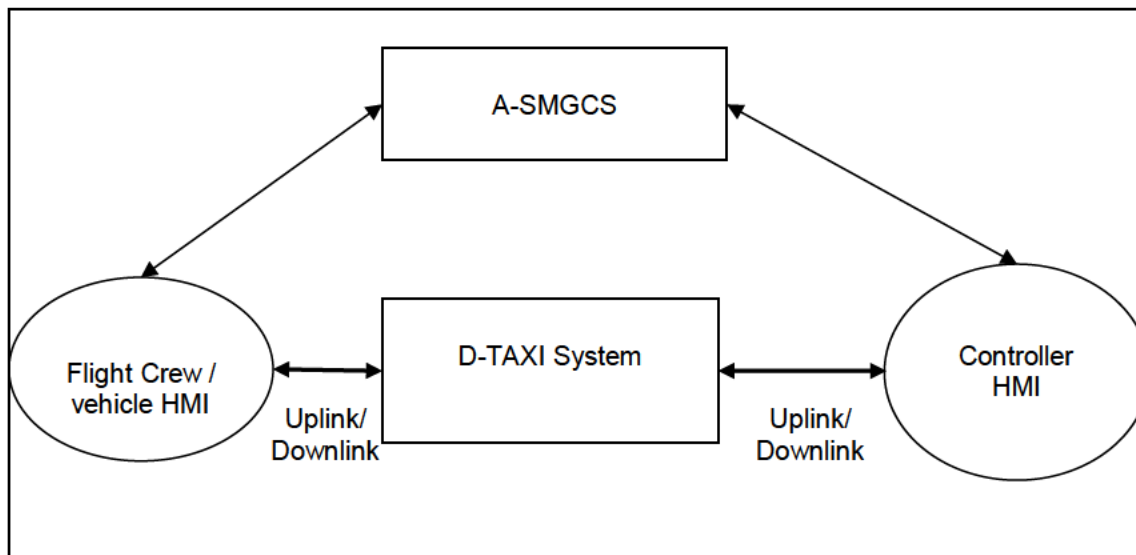 A-SMGCS
Flight Crew /
vehicle HMI
Uplink/
Downlink
D-TAXI System
Uplink/
Downlink
Controller
HMI